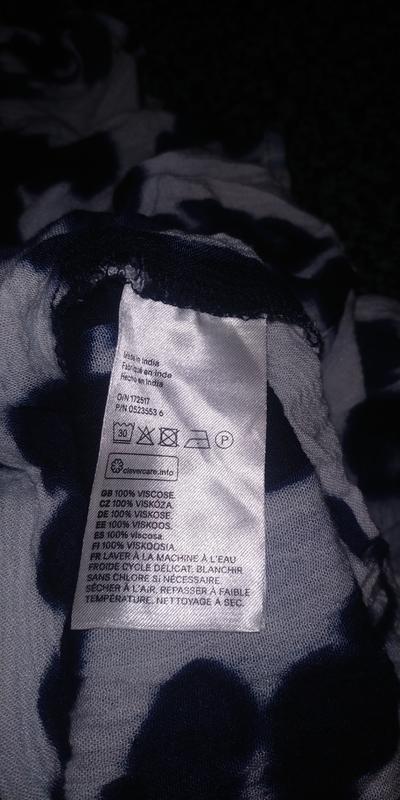 Made in India
Fabriqué en Inde
Hecho en India
O/N 172517
P/N 0523553 6
30
P
clevercare.info
GB 100% VISCOSE.
CZ 100% VISKÓZA.
DE 100% VISKOSE.
EE 100% VISKOOS.
ES 100% viscosa.
FI 100% VISKOOSIA.
FR LAVER À LA MACHINE À L'EAU
FROIDE CYCLE DÉLICAT. BLANCHIR
SANS CHLORE Si NÉCESSAIRE.
SÉCHER À L'AiR. REPASSER À FAIBLE
TEMPÉRATURE. NETTOYAGE À SEC.